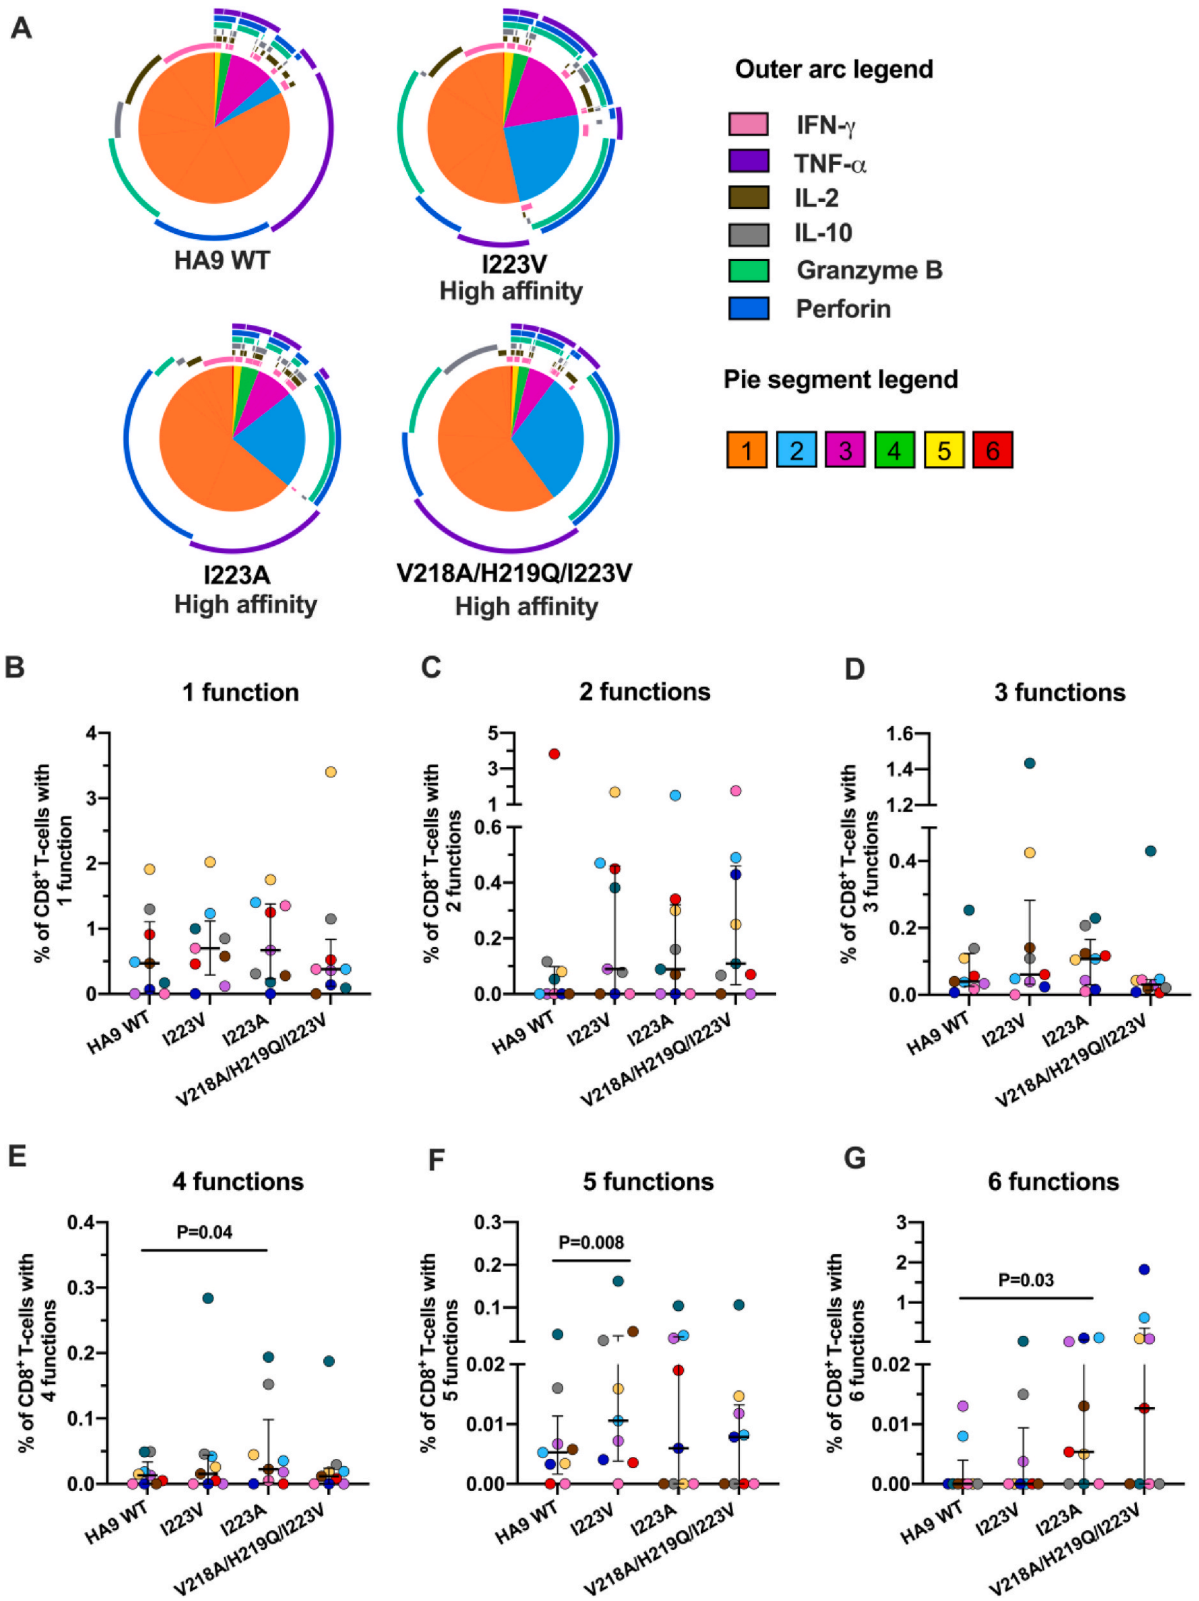 A
HA9 WT
I223V
High affinity
I223A
High affinity
V218A/H219Q/I223V
High affinity
Outer arc legend
IFN-γ
TNF-α
IL-2
IL-10
Granzyme B
Perforin
Pie segment legend
1 2 3 4 5 6
B
1 function
% of CD8⁺ T-cells with
1 function
4
3
2
1
0
HA9 WT
I223V
I223A
V218A/H219Q/I223V
C
2 functions
% of CD8⁺ T-cells with
2 functions
5
3
1
0.6
0.4
0.2
0.0
HA9 WT
I223V
I223A
V218A/H219Q/I223V
D
3 functions
% of CD8⁺ T-cells with
3 functions
1.6
1.4
1.2
0.4
0.2
0.0
HA9 WT
I223V
I223A
V218A/H219Q/I223V
E
4 functions
% of CD8⁺ T-cells with
4 functions
0.4
0.3
0.2
0.1
0.0
P=0.04
HA9 WT
I223V
I223A
V218A/H219Q/I223V
F
5 functions
% of CD8⁺ T-cells with
5 functions
0.3
0.2
0.1
0.02
0.01
0.00
P=0.008
HA9 WT
I223V
I223A
V218A/H219Q/I223V
G
6 functions
% of CD8⁺ T-cells with
6 functions
3
2
1
0.02
0.01
0.00
P=0.03
HA9 WT
I223V
I223A
V218A/H219Q/I223V